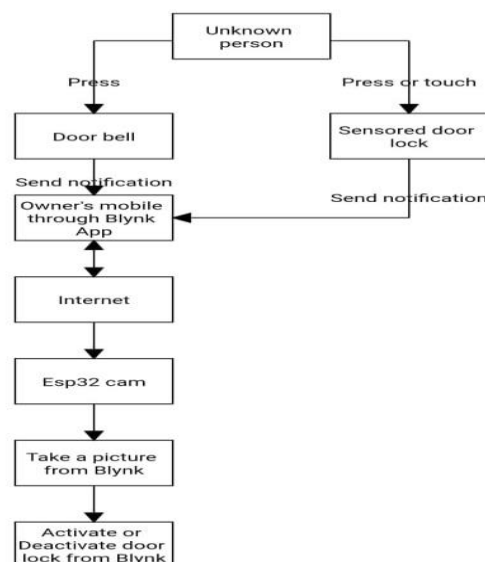 Unknown
person
Press
Press or touch
Door bell
Sensored door
lock
Send notification
Send notification
Owner's mobile
through Blynk
App
Internet
Esp32 cam
Take a picture
from Blynk
Activate or
Deactivate door
lock from Blynk